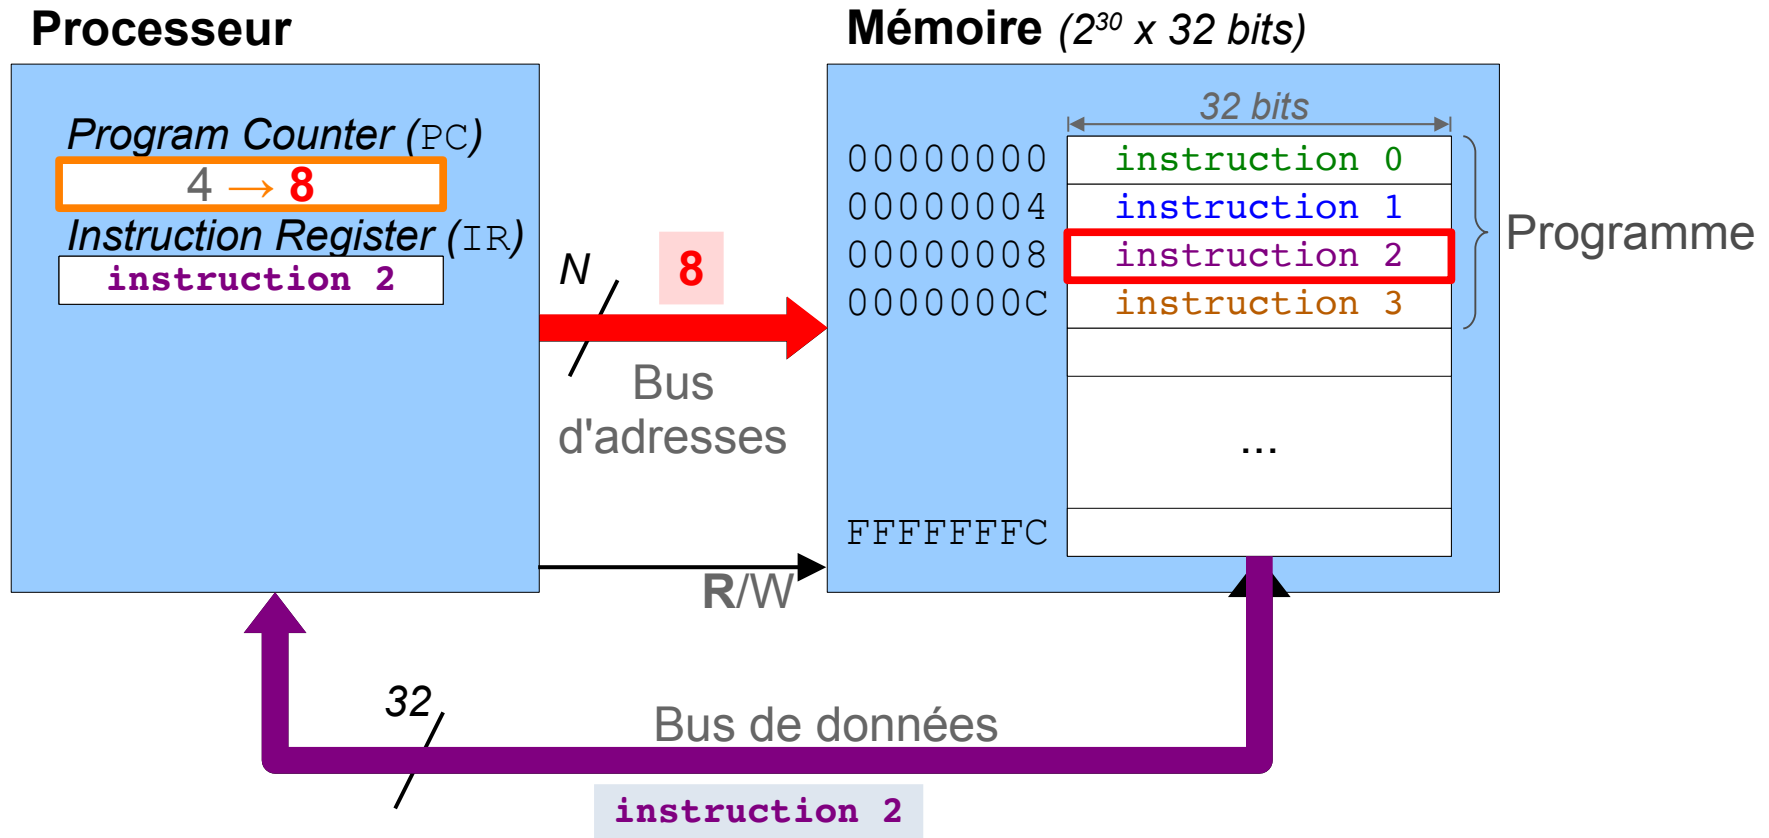 Processeur
Mémoire (2³⁰ x 32 bits)
32 bits
Program Counter (PC)
4 → 8
Instruction Register (IR)
instruction 2
N
8
Bus
d'adresses
R/W
00000000 instruction 0
00000004 instruction 1
00000008 instruction 2
0000000C instruction 3
...
FFFFFFFC
Programme
32
Bus de données
instruction 2